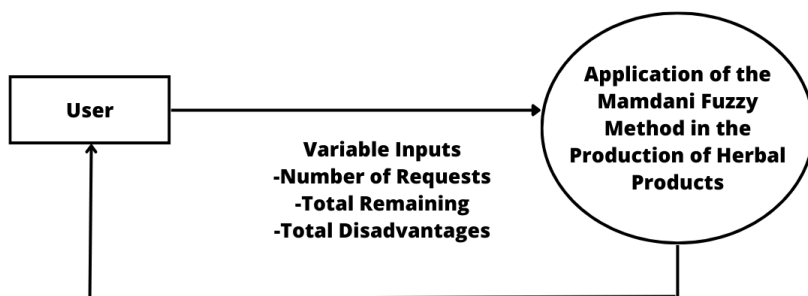 User
Variable Inputs
-Number of Requests
-Total Remaining
-Total Disadvantages
Application of the
Mamdani Fuzzy
Method in the
Production of Herbal
Products